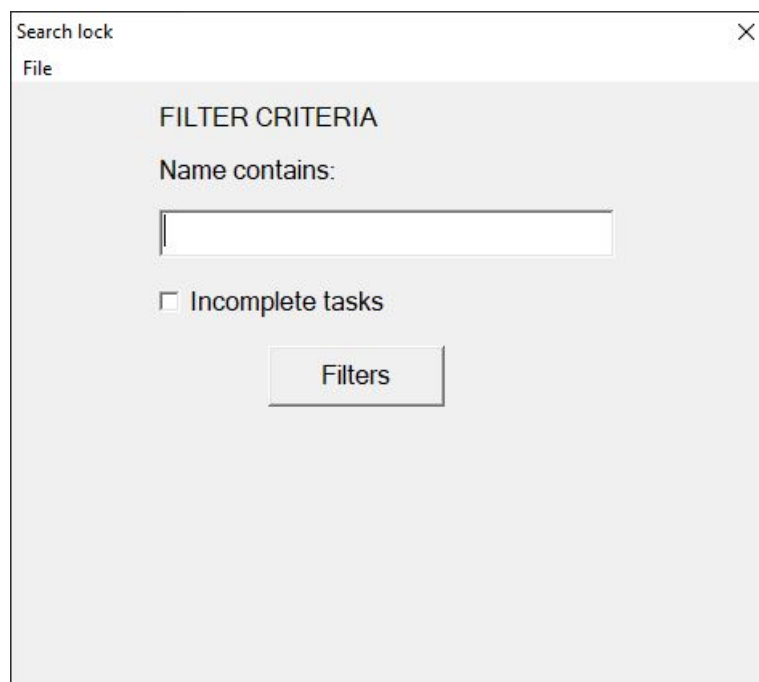 Search lock
File
FILTER CRITERIA
Name contains:
Incomplete tasks
Filters